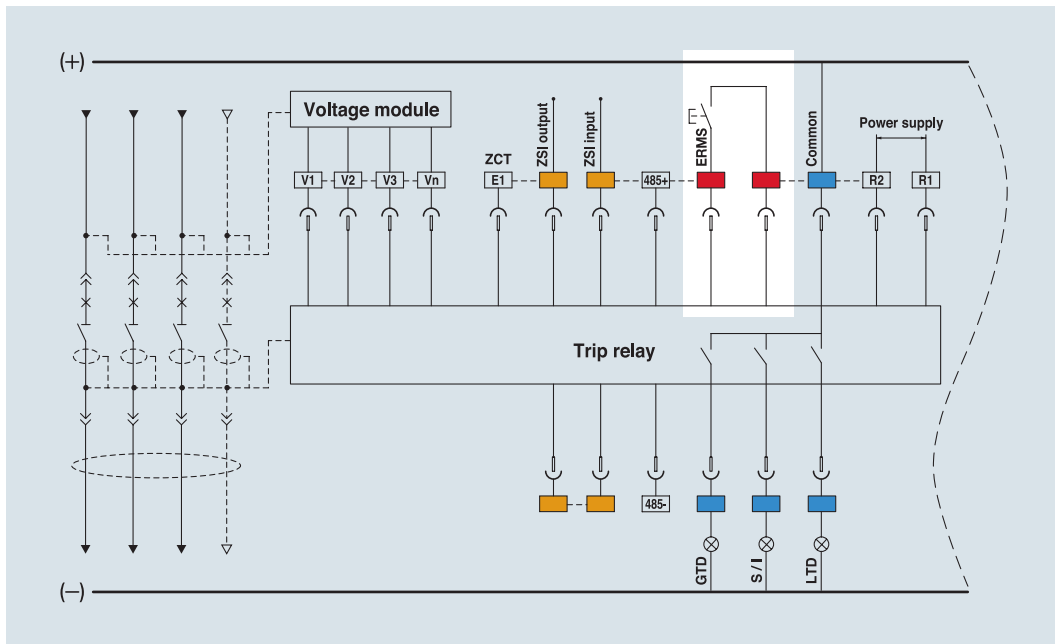 (+)
Voltage module
ZSI output
ZSI input
ERMS
Common
Power supply
ZCT
V1 V2 V3 Vn E1 485+ R2 R1
Trip relay
485-
GTD
S / I
LTD
(−)